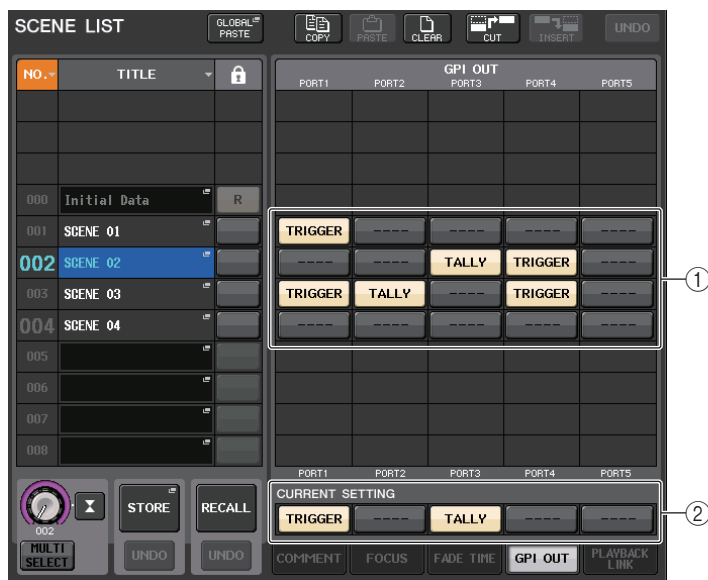 SCENE LIST
GLOBAL PASTE
COPY
PASTE
CLEAR
CUT
INSERT
UNDO
NO.
TITLE
GPI OUT
PORT1 PORT2 PORT3 PORT4 PORT5
000 Initial Data R
001 SCENE 01 TRIGGER ---- ---- ---- ----
002 SCENE 02 ---- ---- TALLY TRIGGER ----
003 SCENE 03 TRIGGER TALLY ---- TRIGGER ----
004 SCENE 04 ---- ---- ---- ---- ----
005
006
007
008
①
PORT1 PORT2 PORT3 PORT4 PORT5
CURRENT SETTING
TRIGGER ---- TALLY ---- ----
②
002
MULTI SELECT
STORE
UNDO
RECALL
UNDO
COMMENT
FOCUS
FADE TIME
GPI OUT
PLAYBACK LINK